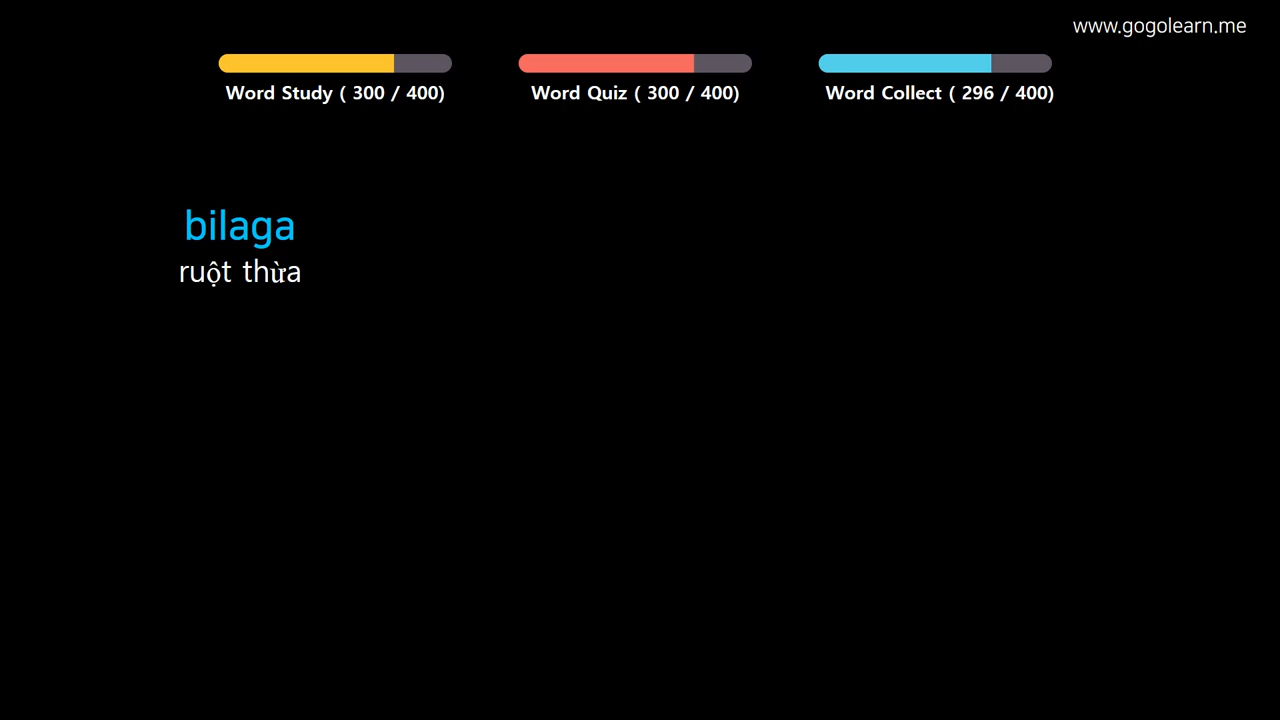 www.gogolearn.me
Word Study ( 300 / 400)
Word Quiz ( 300 / 400)
Word Collect ( 296 / 400)
bilaga
ruột thừa